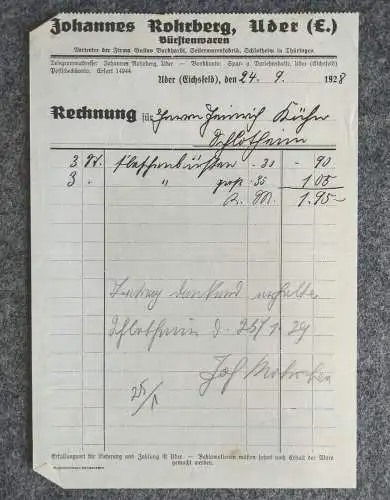 Johannes Rohrberg, Uder (E.)
Bürstenwaren
Vertreter der Firma Gustav Burkhardt, Seilerwarenfabrik, Schlotheim in Thüringen
Telegrammadresse: Johannes Rohrberg, Uder — Bankkonto: Spar- u. Darlehenskasse, Uder (Eichsfeld)
Postscheckkonto: Erfurt 14944
Uder (Eichsfeld), den 24. 9. 1928
Rechnung für Herrn Heinrich Kühn
Schlotheim
3 St. Flaschenbürsten -.30 -.90
3 " " groß -.35 1.05
R. M. 1.95
Betrag dankend erhalten
Schlotheim d. 25/1.29
Joh Rohrberg
25/1
Erfüllungsort für Lieferung und Zahlung ist Uder. — Reklamationen müssen sofort nach Erhalt der Ware
gemacht werden.